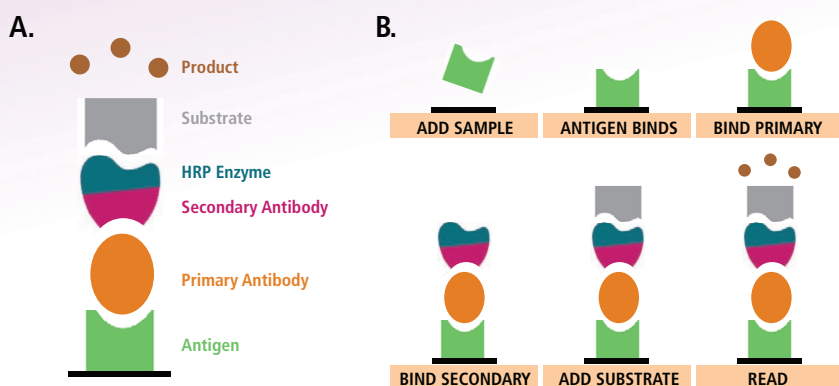 A.
Product
Substrate
HRP Enzyme
Secondary Antibody
Primary Antibody
Antigen
B.
ADD SAMPLE
ANTIGEN BINDS
BIND PRIMARY
BIND SECONDARY
ADD SUBSTRATE
READ